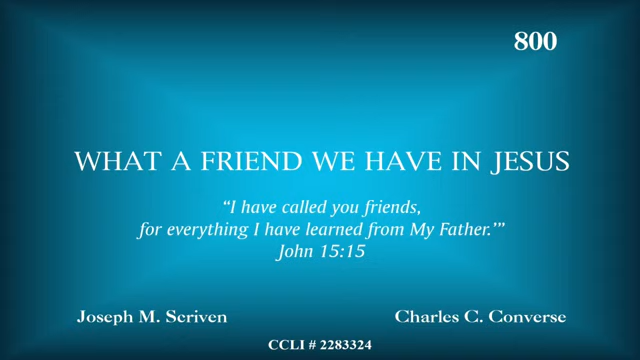 800
WHAT A FRIEND WE HAVE IN JESUS
“I have called you friends,
for everything I have learned from My Father.’”
John 15:15
Joseph M. Scriven
Charles C. Converse
CCLI # 2283324